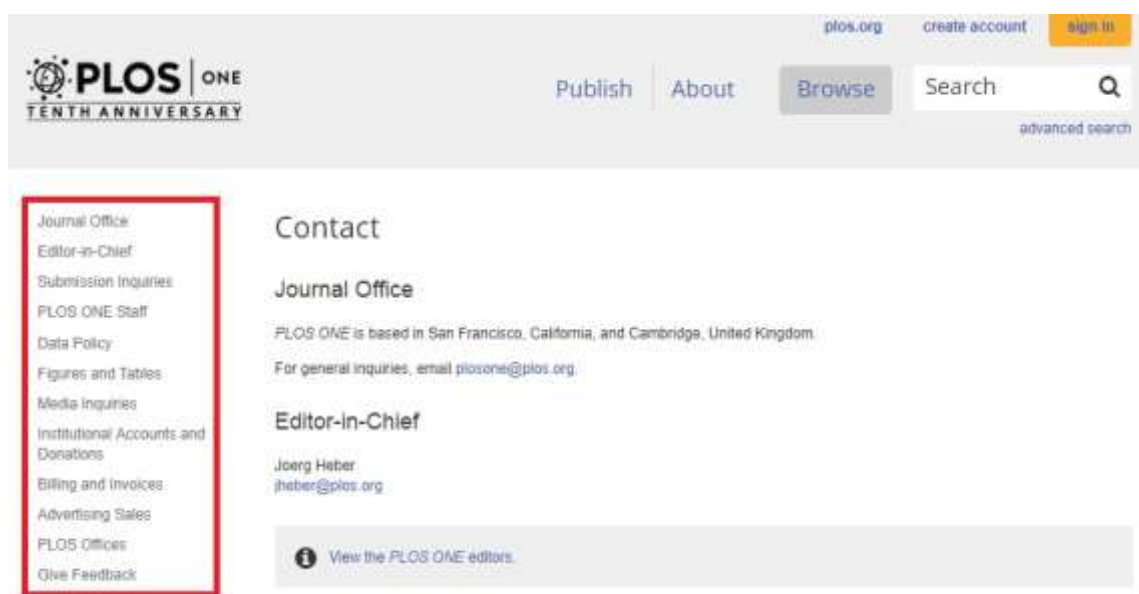 plos.org create account sign in
PLOS ONE
TENTH ANNIVERSARY
Publish About Browse Search
advanced search
Journal Office
Editor-in-Chief
Submission Inquiries
PLOS ONE Staff
Data Policy
Figures and Tables
Media Inquiries
Institutional Accounts and
Donations
Billing and Invoices
Advertising Sales
PLOS Offices
Give Feedback
Contact
Journal Office
PLOS ONE is based in San Francisco, California, and Cambridge, United Kingdom.
For general inquiries, email plosone@plos.org.
Editor-in-Chief
Joerg Heber
jheber@plos.org
View the PLOS ONE editors.